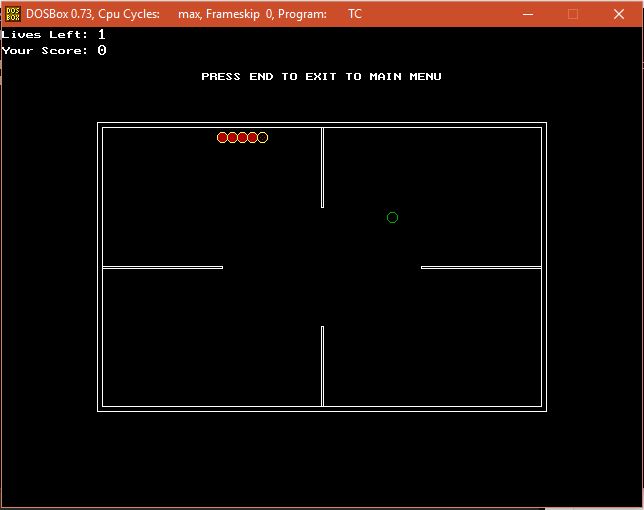 DOS BOX
DOSBox 0.73, Cpu Cycles: max, Frameskip 0, Program: TC
Lives Left: 1
Your Score: 0
PRESS END TO EXIT TO MAIN MENU